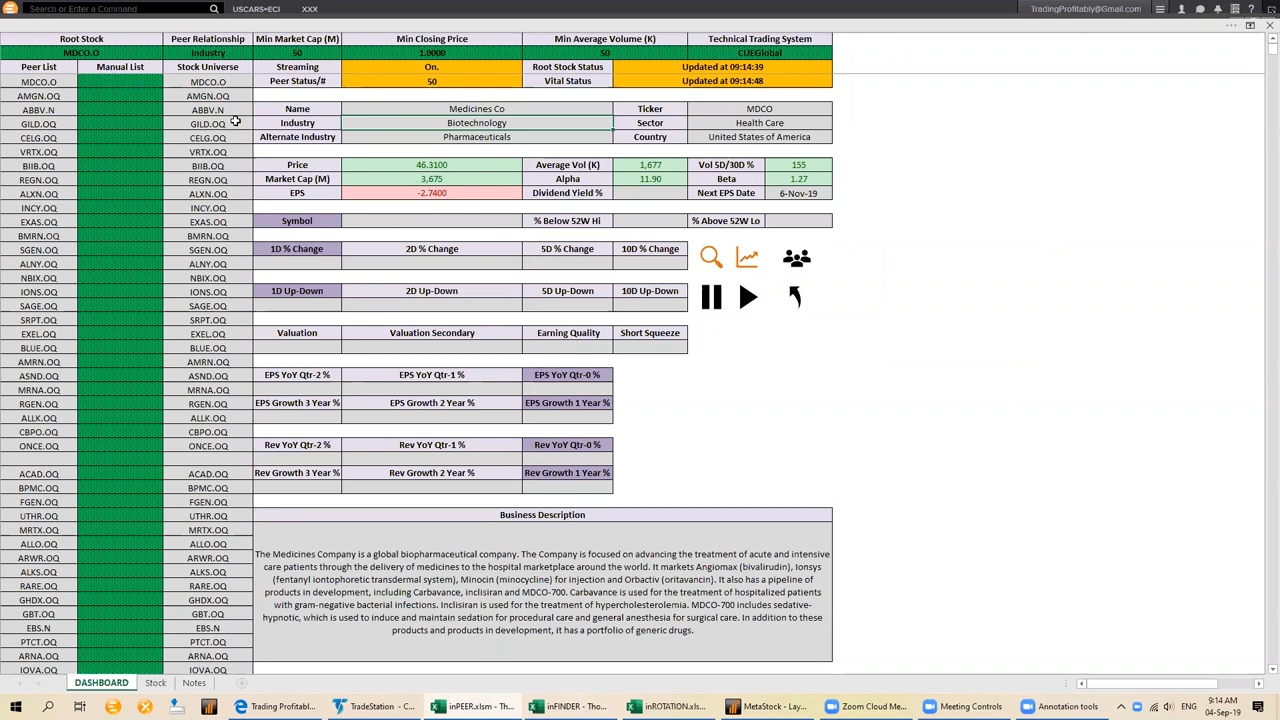 Search or Enter Command USCARS=ECI XXX TradingProfitably@Gmail.com
Root Stock Peer Relationship Min Market Cap (M) Min Closing Price Min Average Volume (K) Technical Trading System
MDCO.O Industry 50 1.0000 50 CUEGlobal
Peer List Manual List Stock Universe Streaming On. Root Stock Status Updated at 09:14:39
MDCO.O MDCO.O Peer Status/# 50 Vital Status Updated at 09:14:48
AMGN.OQ AMGN.OQ
ABBV.N ABBV.N Name Medicines Co Ticker MDCO
GILD.OQ GILD.OQ Industry Biotechnology Sector Health Care
CELG.OQ CELG.OQ Alternate Industry Pharmaceuticals Country United States of America
VRTX.OQ VRTX.OQ
BIIB.OQ BIIB.OQ Price 46.3100 Average Vol (K) 1,677 Vol 5D/30D % 155
REGN.OQ REGN.OQ Market Cap (M) 3,675 Alpha 11.90 Beta 1.27
ALXN.OQ ALXN.OQ EPS -2.7400 Dividend Yield % Next EPS Date 6-Nov-19
INCY.OQ INCY.OQ
EXAS.OQ EXAS.OQ Symbol % Below 52W Hi % Above 52W Lo
BMRN.OQ BMRN.OQ
SGEN.OQ SGEN.OQ 1D % Change 2D % Change 5D % Change 10D % Change
ALNY.OQ ALNY.OQ
NBIX.OQ NBIX.OQ
IONS.OQ IONS.OQ 1D Up-Down 2D Up-Down 5D Up-Down 10D Up-Down
SAGE.OQ SAGE.OQ
SRPT.OQ SRPT.OQ
EXEL.OQ EXEL.OQ Valuation Valuation Secondary Earning Quality Short Squeeze
BLUE.OQ BLUE.OQ
AMRN.OQ AMRN.OQ
ASND.OQ ASND.OQ EPS YoY Qtr-2 % EPS YoY Qtr-1 % EPS YoY Qtr-0 %
MRNA.OQ MRNA.OQ
RGEN.OQ RGEN.OQ EPS Growth 3 Year % EPS Growth 2 Year % EPS Growth 1 Year %
ALLK.OQ ALLK.OQ
CBPO.OQ CBPO.OQ
ONCE.OQ ONCE.OQ Rev YoY Qtr-2 % Rev YoY Qtr-1 % Rev YoY Qtr-0 %
ACAD.OQ ACAD.OQ Rev Growth 3 Year % Rev Growth 2 Year % Rev Growth 1 Year %
BPMC.OQ BPMC.OQ
FGEN.OQ FGEN.OQ
UTHR.OQ UTHR.OQ Business Description
MRTX.OQ MRTX.OQ
ALLO.OQ ALLO.OQ
ARWR.OQ ARWR.OQ
ALKS.OQ ALKS.OQ
RARE.OQ RARE.OQ
GHDX.OQ GHDX.OQ
GBT.OQ GBT.OQ
EBS.N EBS.N
PTCT.OQ PTCT.OQ
ARNA.OQ ARNA.OQ
IOVA.OQ IOVA.OQ
The Medicines Company is a global biopharmaceutical company. The Company is focused on advancing the treatment of acute and intensive
care patients through the delivery of medicines to the hospital marketplace around the world. It markets Angiomax (bivalirudin), Ionsys
(fentanyl iontophoretic transdermal system), Minocin (minocycline) for injection and Orbactiv (oritavancin). It also has a pipeline of
products in development, including Carbavance, inclisiran and MDCO-700. Carbavance is used for the treatment of hospitalized patients
with gram-negative bacterial infections. Inclisiran is used for the treatment of hypercholesterolemia. MDCO-700 includes sedative-
hypnotic, which is used to induce and maintain sedation for procedural care and general anesthesia for surgical care. In addition to these
products and products in development, it has a portfolio of generic drugs.
DASHBOARD Stock Notes
Trading Profitabl... TradeStation - C... inPEER.xlsm - Th... inFINDER - Tho... inROTATION.xls... MetaStock - Lay... Zoom Cloud Me... Meeting Controls Annotation tools 9:14 AM
04-Sep-19